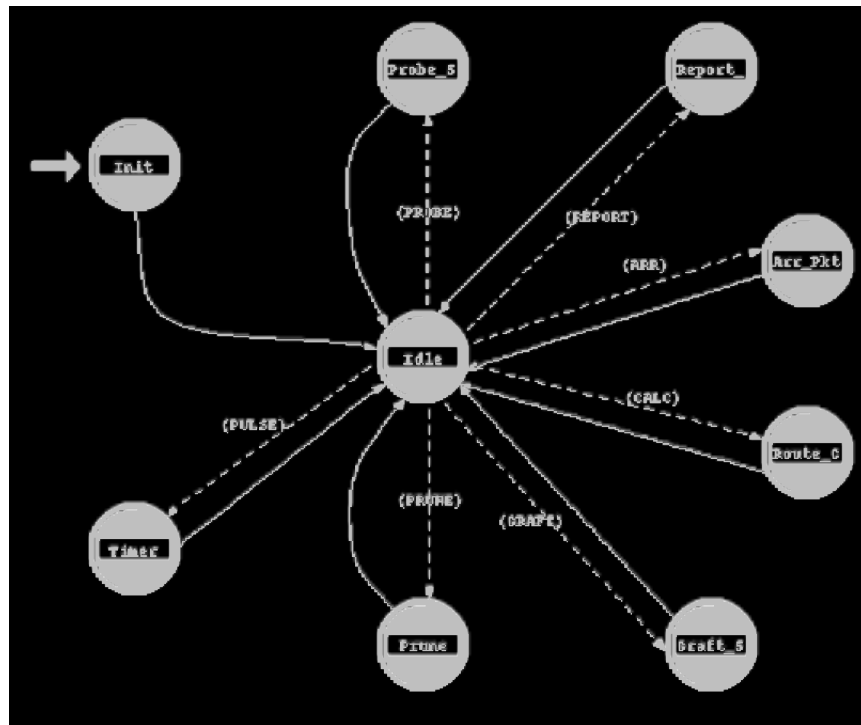 Probe_S
Report_
Init
(PROBE)
(REPORT)
(ARR)
Arr_Pkt
Idle
(CALC)
(PULSE)
Route_C
(PRUNE)
(GRAFT)
Timer
Prune
Graft_S